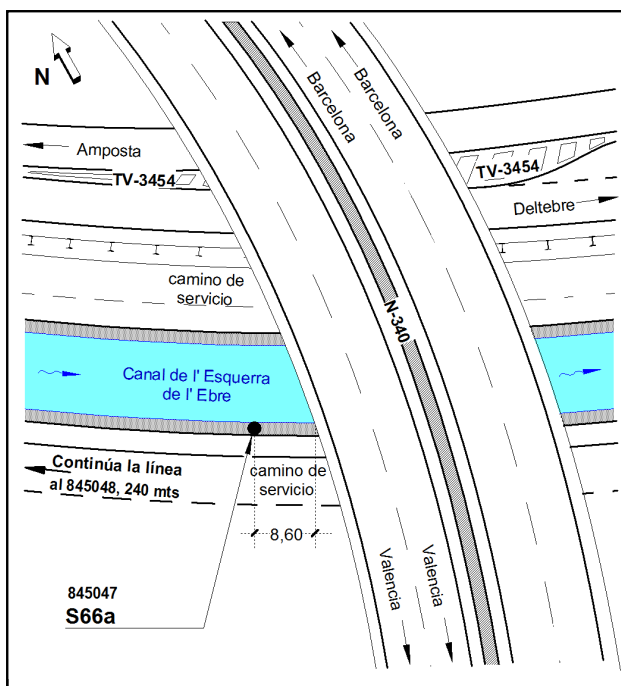 N
Barcelona
Barcelona
Amposta
TV-3454
TV-3454
Deltebre
camino de
servicio
N-340
Canal de l' Esquerra
de l' Ebre
Continúa la línea
al 845048, 240 mts
camino de
servicio
8,60
Valencia
Valencia
845047
S66a